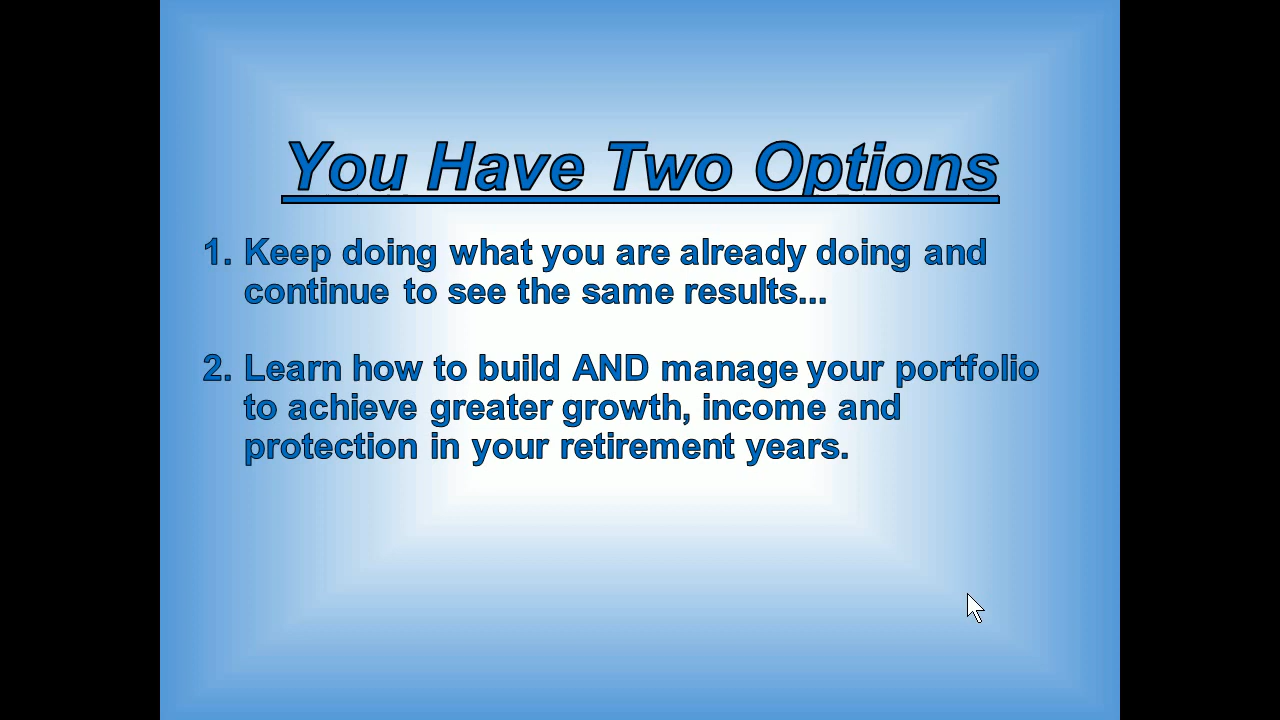 You Have Two Options
1. Keep doing what you are already doing and
continue to see the same results...
2. Learn how to build AND manage your portfolio
to achieve greater growth, income and
protection in your retirement years.